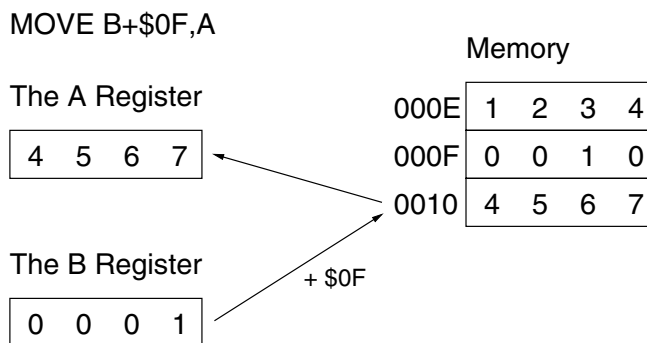 MOVE B+$0F,A
Memory
The A Register
000E 1 2 3 4
4 5 6 7
000F 0 0 1 0
0010 4 5 6 7
The B Register
+ $0F
0 0 0 1